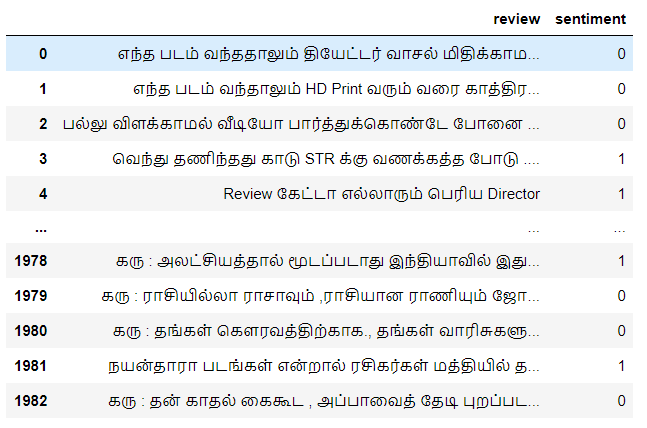 review sentiment
0 எந்த படம் வந்ததாலும் தியேட்டர் வாசல் மிதிக்காம... 0
1 எந்த படம் வந்தாலும் HD Print வரும் வரை காத்திர... 0
2 பல்லு விளக்காமல் வீடியோ பார்த்துக்கொண்டே போனை ... 0
3 வெந்து தணிந்தது காடு STR க்கு வணக்கத்த போடு .... 1
4 Review கேட்டா எல்லாரும் பெரிய Director 1
... ... ...
1978 கரு : அலட்சியத்தால் மூடப்படாது இந்தியாவில் இது... 1
1979 கரு : ராசியில்லா ராசாவும் ,ராசியான ராணியும் ஜோ... 0
1980 கரு : தங்கள் கௌரவத்திற்காக., தங்கள் வாரிசுகளு... 0
1981 நயன்தாரா படங்கள் என்றால் ரசிகர்கள் மத்தியில் த... 1
1982 கரு : தன் காதல் கைகூட , அப்பாவைத் தேடி புறப்பட... 0